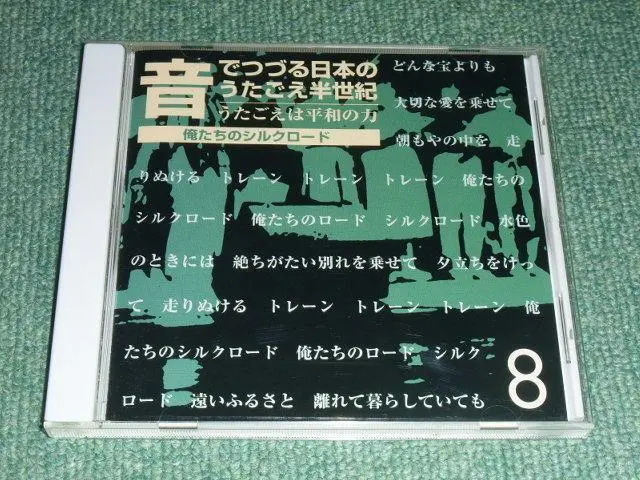 音でつづる日本の
うたごえ半世紀
うたごえは平和の力
俺たちのシルクロード
どんな宝よりも
大切な愛を乗せて
朝もやの中を　走
りぬける　トレーン　トレーン　トレーン　俺たちの
シルクロード　俺たちのロード　シルクロード　水色
のときには　絶ちがたい別れを乗せて　夕立ちをけっ
て　走りぬける　トレーン　トレーン　トレーン　俺
たちのシルクロード　俺たちのロード　シルク
ロード　遠いふるさと　離れて暮らしていても
8